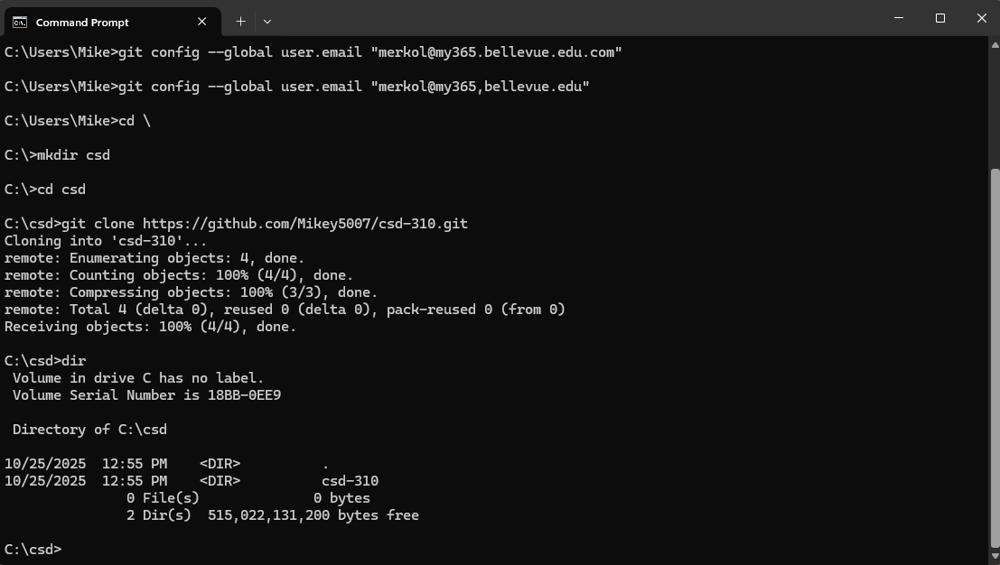 Command Prompt
C:\Users\Mike>git config --global user.email "merkol@my365.bellevue.edu.com"
C:\Users\Mike>git config --global user.email "merkol@my365,bellevue.edu"
C:\Users\Mike>cd \
C:\>mkdir csd
C:\>cd csd
C:\csd>git clone https://github.com/Mikey5007/csd-310.git
Cloning into 'csd-310'...
remote: Enumerating objects: 4, done.
remote: Counting objects: 100% (4/4), done.
remote: Compressing objects: 100% (3/3), done.
remote: Total 4 (delta 0), reused 0 (delta 0), pack-reused 0 (from 0)
Receiving objects: 100% (4/4), done.
C:\csd>dir
 Volume in drive C has no label.
 Volume Serial Number is 18BB-0EE9
 Directory of C:\csd
10/25/2025  12:55 PM    <DIR>          .
10/25/2025  12:55 PM    <DIR>          csd-310
               0 File(s)              0 bytes
               2 Dir(s)  515,022,131,200 bytes free
C:\csd>